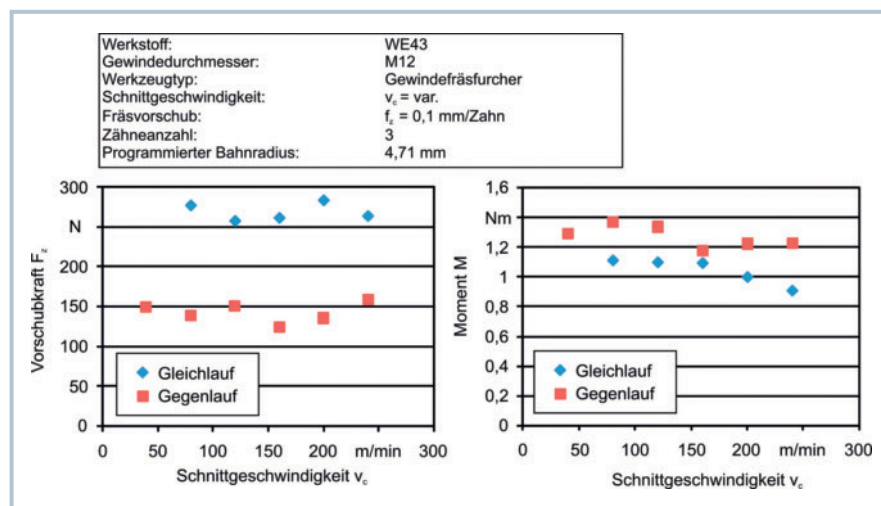 Werkstoff: WE43
Gewindedurchmesser: M12
Werkzeugtyp: Gewindefräsfurcher
Schnittgeschwindigkeit: vc = var.
Fräsvorschub: fz = 0,1 mm/Zahn
Zähneanzahl: 3
Programmierter Bahnradius: 4,71 mm
Vorschubkraft Fz
300
N
200
150
100
50
0
Gleichlauf
Gegenlauf
0 50 100 150 200 m/min 300
Schnittgeschwindigkeit vc
Moment M
1,6
Nm
1,2
1
0,8
0,6
0,4
0,2
0
Gleichlauf
Gegenlauf
0 50 100 150 200 m/min 300
Schnittgeschwindigkeit vc